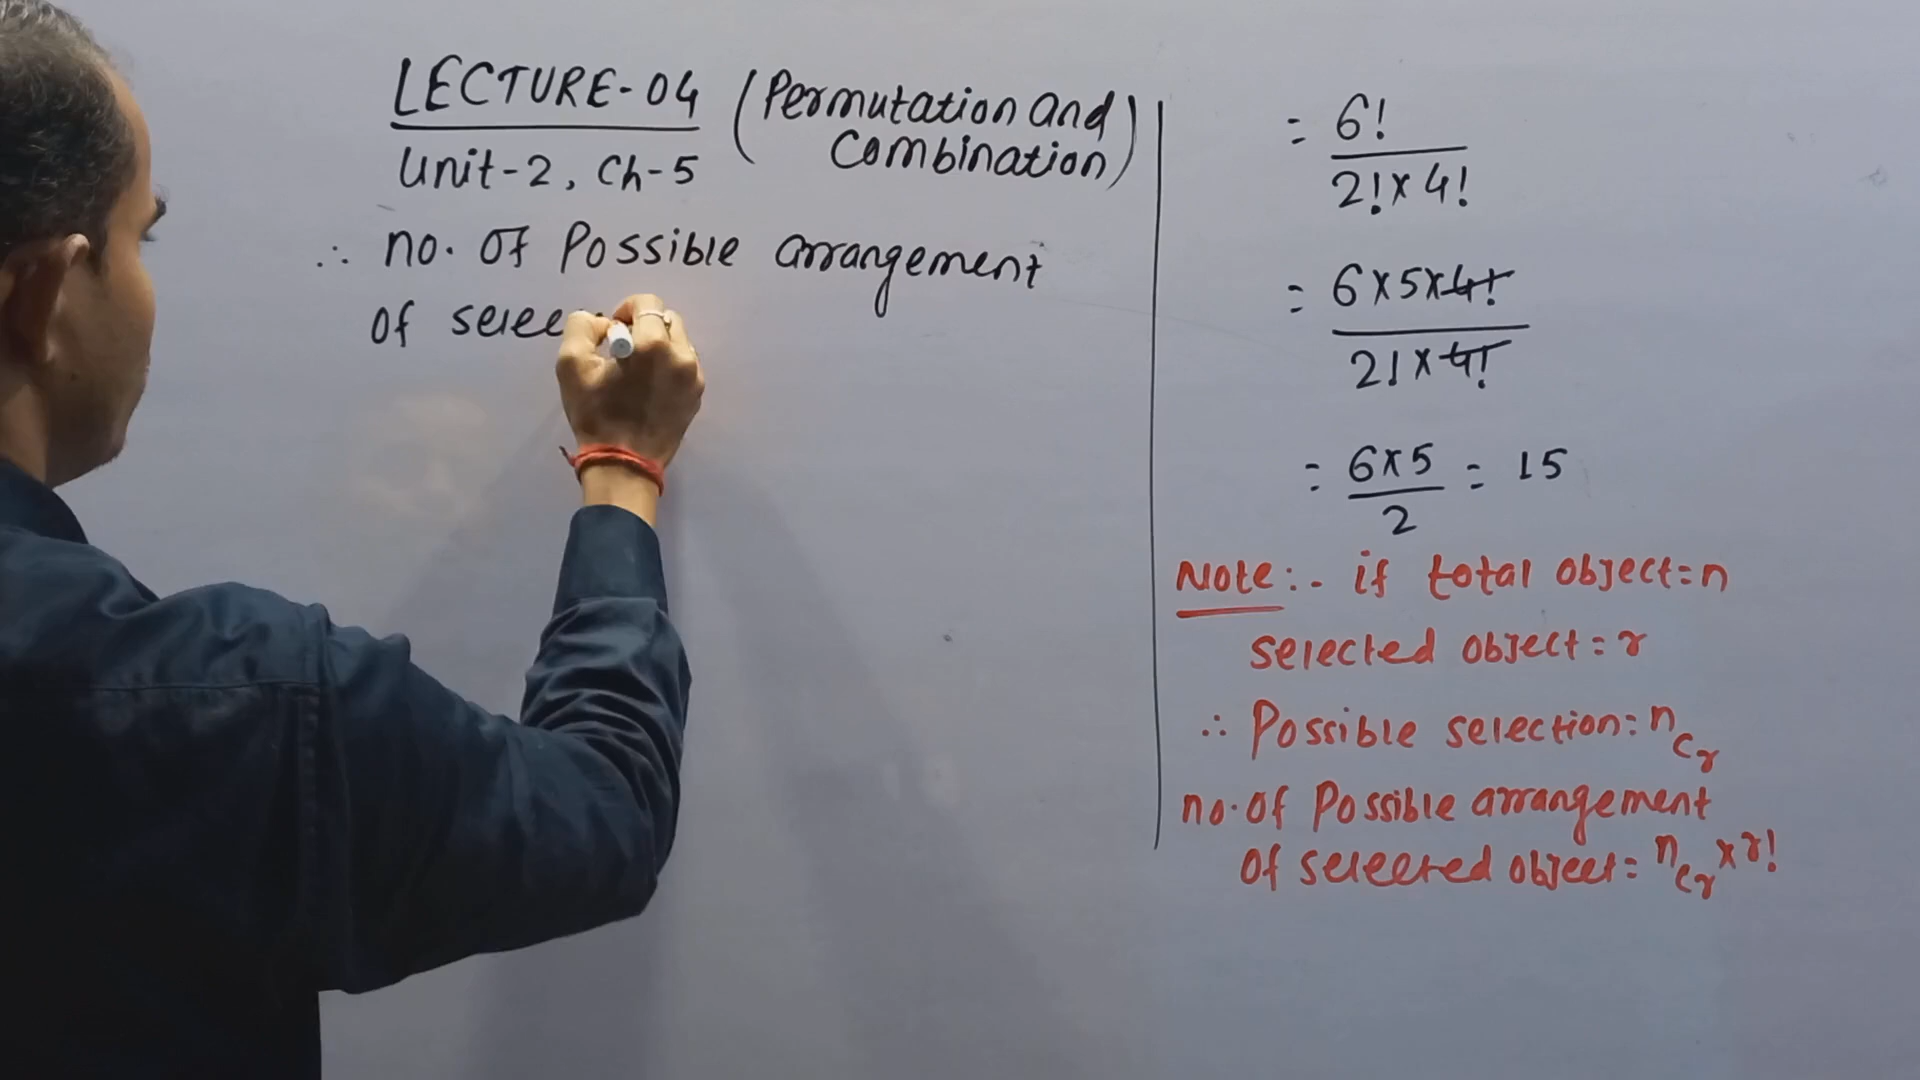 LECTURE-04 (Permutation and Combination)
Unit-2, Ch-5
∴ no. of Possible arrangement
of selec
= 6!
2! × 4!
= 6×5×4!
2! × 4!
= 6×5 = 15
2
Note:- if total object = n
selected object = r
∴ Possible selection = nCr
no. of Possible arrangement
of selected object = nCr × r!